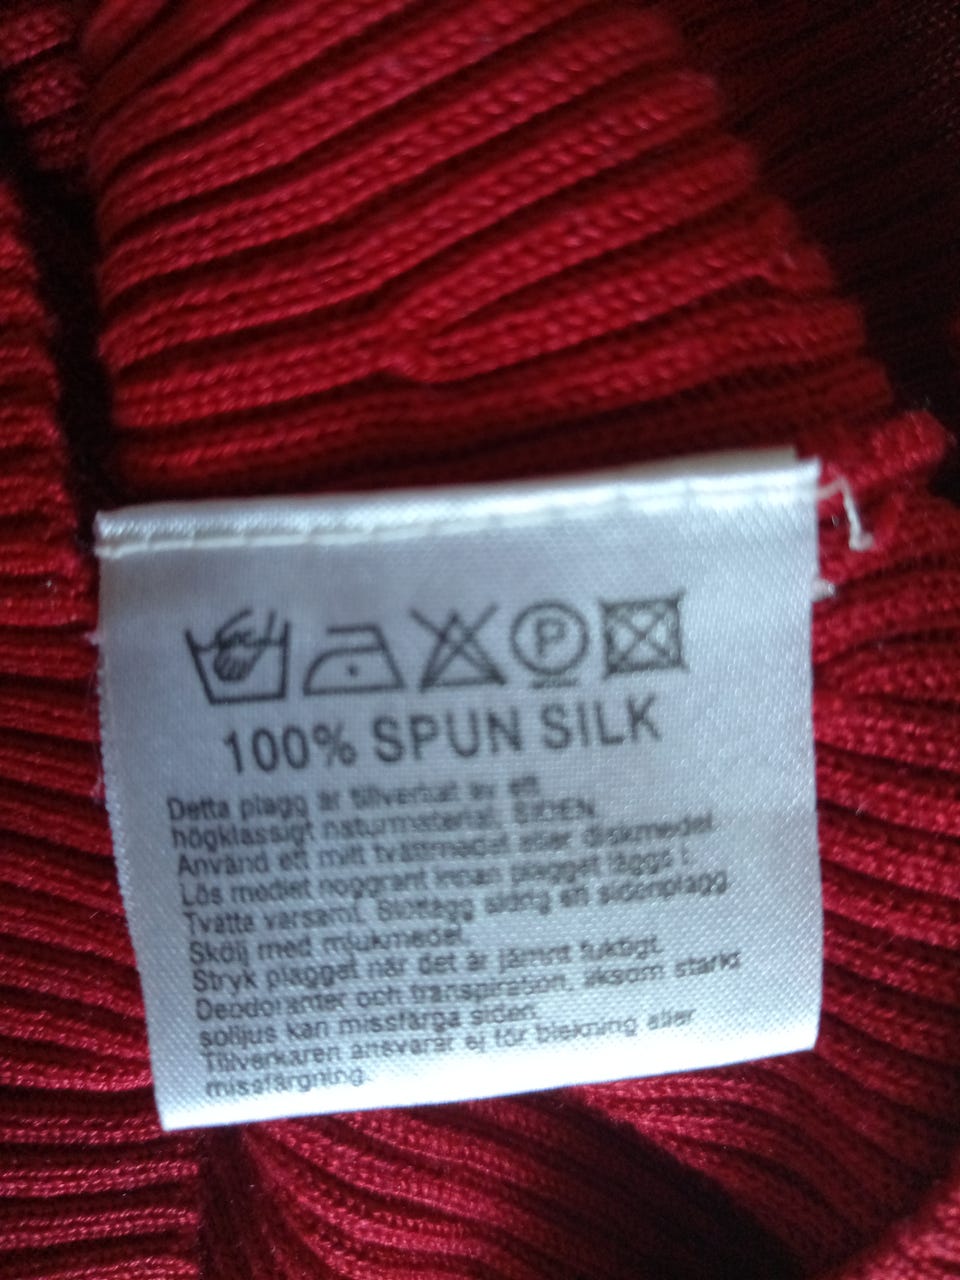 P
100% SPUN SILK
Detta plagg är tillverkat av ett
högklassigt naturmaterial, SIDEN.
Använd ett milt tvättmedel eller diskmedel.
Lös medlet noggrant innan plagget läggs i.
Tvätta varsamt. Blötlägg aldrig ett sidenplagg.
Skölj med mjukmedel.
Stryk plagget när det är jämnt fuktigt.
Deodoranter och transpiration, liksom starkt
solljus kan missfärga siden.
Tillverkaren ansvarar ej för blekning eller
missfärgning.